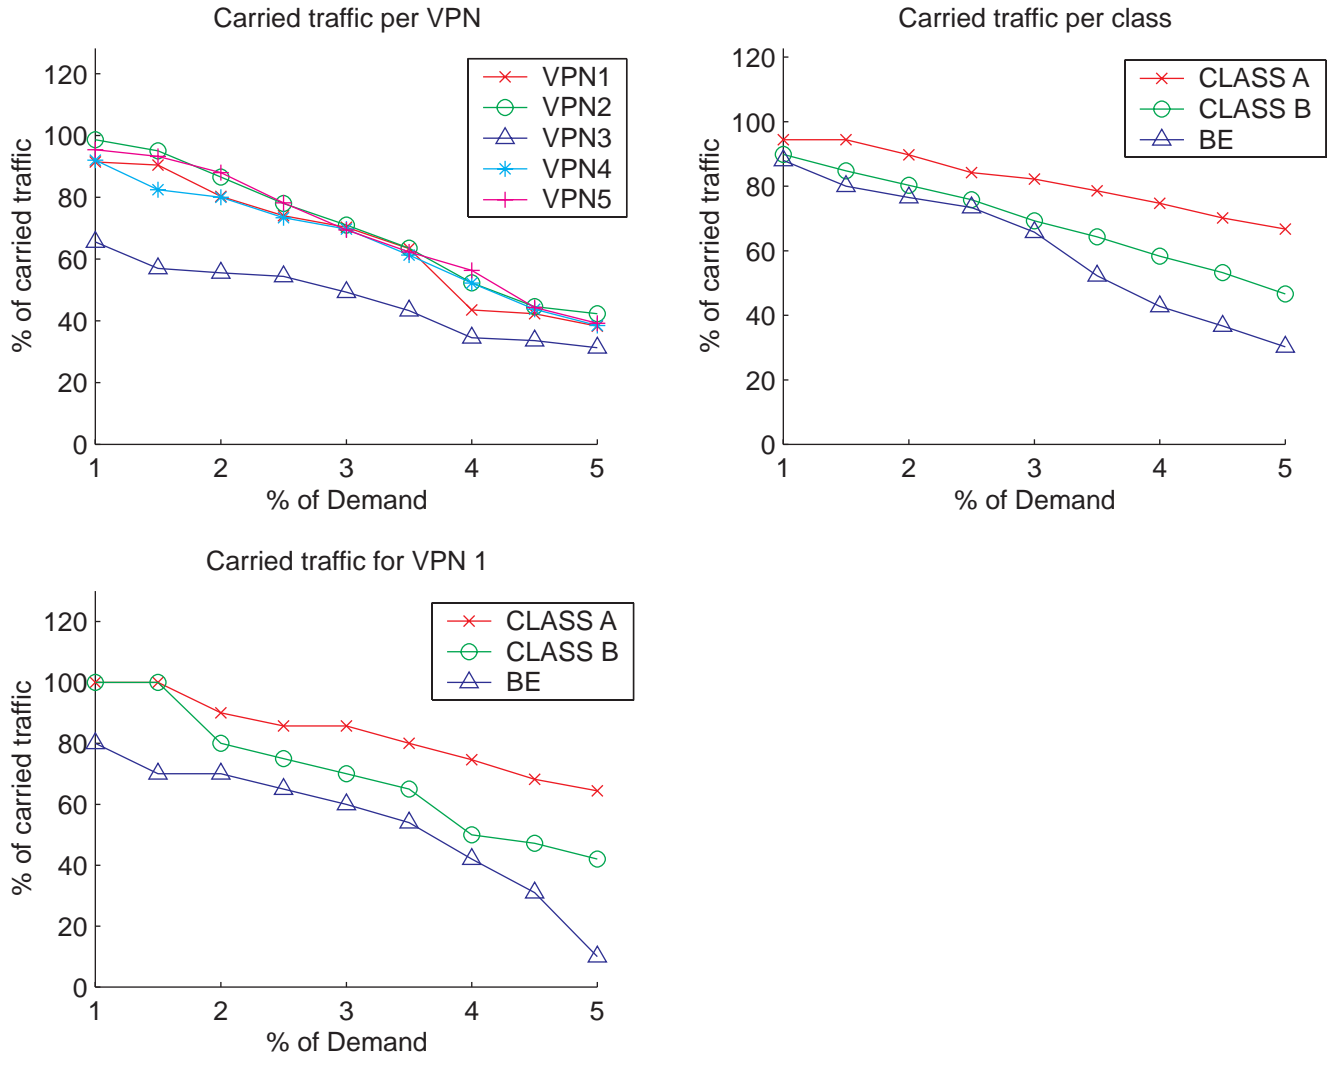 Carried traffic per VPN
120
100
80
60
40
20
0
% of carried traffic
1 2 3 4 5
% of Demand
VPN1
VPN2
VPN3
VPN4
VPN5
Carried traffic per class
120
100
80
60
40
20
0
% of carried traffic
1 2 3 4 5
% of Demand
CLASS A
CLASS B
BE
Carried traffic for VPN 1
120
100
80
60
40
20
0
% of carried traffic
1 2 3 4 5
% of Demand
CLASS A
CLASS B
BE